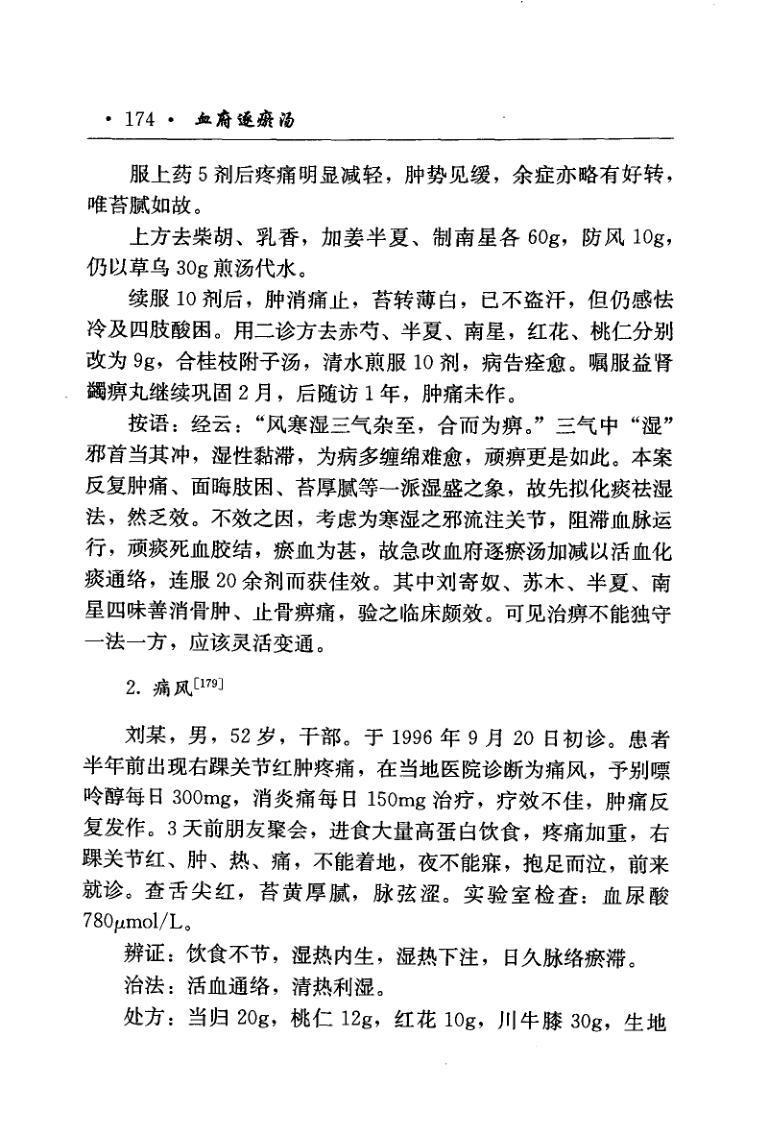 · 174 · 血府逐瘀汤
服上药 5 剂后疼痛明显减轻，肿势见缓，余症亦略有好转，
唯苔腻如故。
上方去柴胡、乳香，加姜半夏、制南星各 60g，防风 10g，
仍以草乌 30g 煎汤代水。
续服 10 剂后，肿消痛止，苔转薄白，已不盗汗，但仍感怯
冷及四肢酸困。用二诊方去赤芍、半夏、南星，红花、桃仁分别
改为 9g，合桂枝附子汤，清水煎服 10 剂，病告痊愈。嘱服益肾
蠲痹丸继续巩固 2 月，后随访 1 年，肿痛未作。
按语：经云：“风寒湿三气杂至，合而为痹。”三气中“湿”
邪首当其冲，湿性黏滞，为病多缠绵难愈，顽痹更是如此。本案
反复肿痛、面晦肢困、苔厚腻等一派湿盛之象，故先拟化痰祛湿
法，然乏效。不效之因，考虑为寒湿之邪流注关节，阻滞血脉运
行，顽痰死血胶结，瘀血为甚，故急改血府逐瘀汤加减以活血化
痰通络，连服 20 余剂而获佳效。其中刘寄奴、苏木、半夏、南
星四味善消骨肿、止骨痹痛，验之临床颇效。可见治痹不能独守
一法一方，应该灵活变通。
2. 痛风[179]
刘某，男，52 岁，干部。于 1996 年 9 月 20 日初诊。患者
半年前出现右踝关节红肿疼痛，在当地医院诊断为痛风，予别嘌
呤醇每日 300mg，消炎痛每日 150mg 治疗，疗效不佳，肿痛反
复发作。3 天前朋友聚会，进食大量高蛋白饮食，疼痛加重，右
踝关节红、肿、热、痛，不能着地，夜不能寐，抱足而泣，前来
就诊。查舌尖红，苔黄厚腻，脉弦涩。实验室检查：血尿酸
780μmol/L。
辨证：饮食不节，湿热内生，湿热下注，日久脉络瘀滞。
治法：活血通络，清热利湿。
处方：当归 20g，桃仁 12g，红花 10g，川牛膝 30g，生地